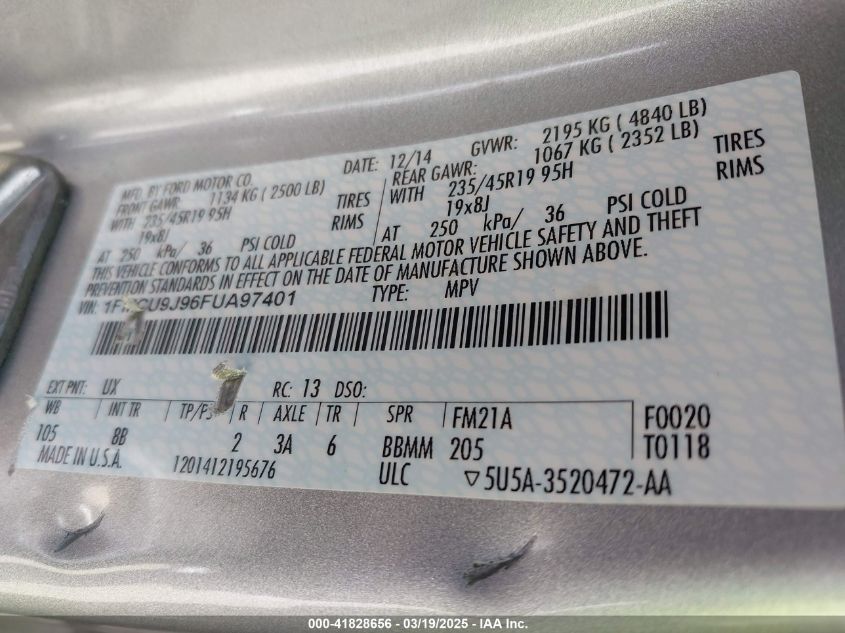 MFD. BY FORD MOTOR CO.
DATE: 12/14 GVWR: 2195 KG ( 4840 LB)
FRONT GAWR: 1134 KG ( 2500 LB) REAR GAWR: 1067 KG ( 2352 LB)
WITH 235/45R19 95H TIRES WITH 235/45R19 95H TIRES
19x8J RIMS 19x8J RIMS
AT 250 kPa/ 36 PSI COLD AT 250 kPa/ 36 PSI COLD
THIS VEHICLE CONFORMS TO ALL APPLICABLE FEDERAL MOTOR VEHICLE SAFETY AND THEFT
PREVENTION STANDARDS IN EFFECT ON THE DATE OF MANUFACTURE SHOWN ABOVE.
VIN: TYPE: MPV
EXT PNT: UX RC: 13 DSO:
WB INT TR R AXLE TR SPR FM21A F0020
105 8B 2 3A 6 BBMM 205 T0118
MADE IN U.S.A. 1201412195676 ULC ▽5U5A-3520472-AA
000-41828656 / 03/19/2025 — IAA Inc.